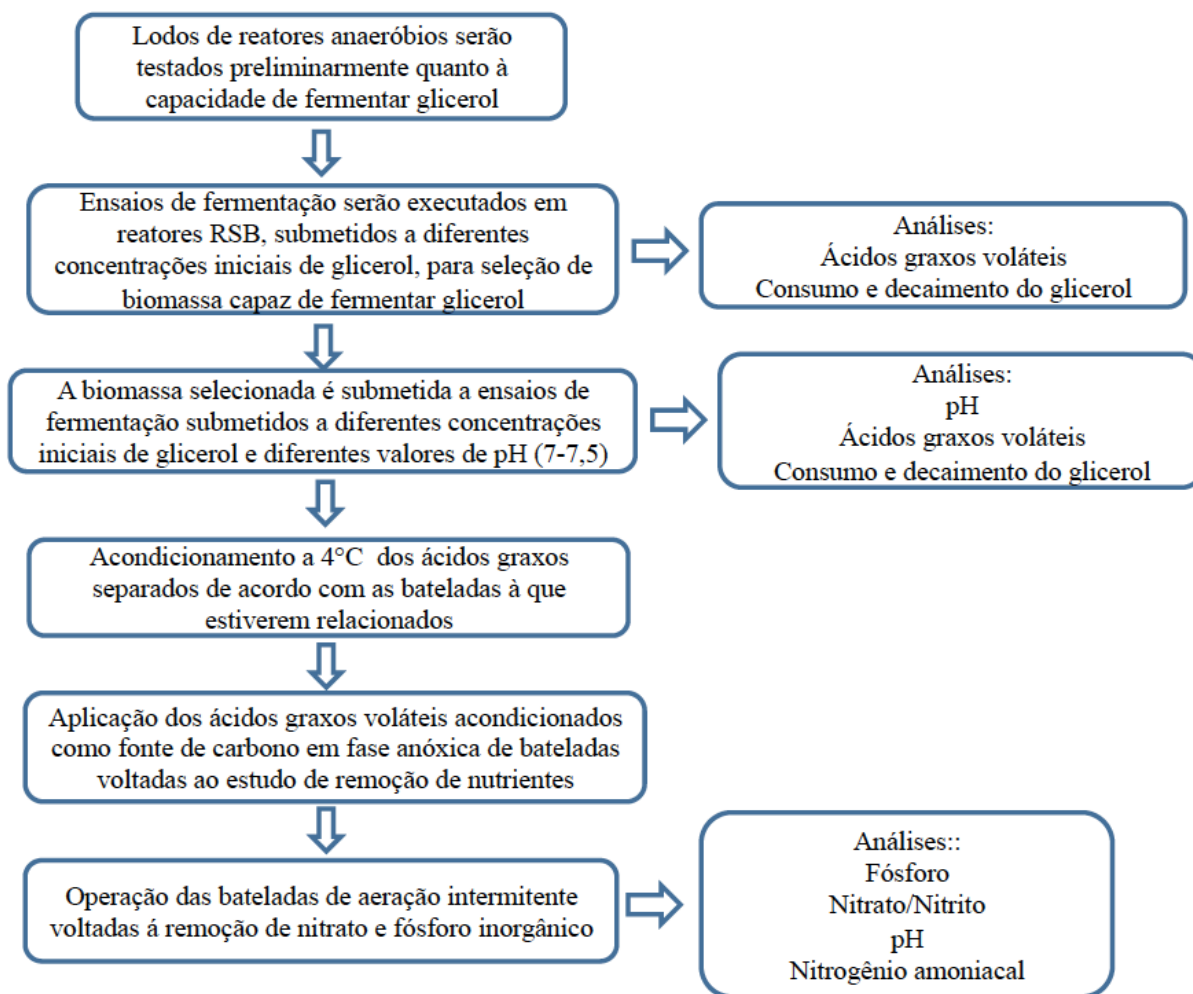 Lodos de reatores anaeróbios serão
testados preliminarmente quanto à
capacidade de fermentar glicerol
Ensaios de fermentação serão executados em
reatores RSB, submetidos a diferentes
concentrações iniciais de glicerol, para seleção de
biomassa capaz de fermentar glicerol
Análises:
Ácidos graxos voláteis
Consumo e decaimento do glicerol
A biomassa selecionada é submetida a ensaios de
fermentação submetidos a diferentes concentrações
iniciais de glicerol e diferentes valores de pH (7-7,5)
Análises:
pH
Ácidos graxos voláteis
Consumo e decaimento do glicerol
Acondicionamento a 4°C dos ácidos graxos
separados de acordo com as bateladas à que
estiverem relacionados
Aplicação dos ácidos graxos voláteis acondicionados
como fonte de carbono em fase anóxica de bateladas
voltadas ao estudo de remoção de nutrientes
Operação das bateladas de aeração intermitente
voltadas á remoção de nitrato e fósforo inorgânico
Análises::
Fósforo
Nitrato/Nitrito
pH
Nitrogênio amoniacal